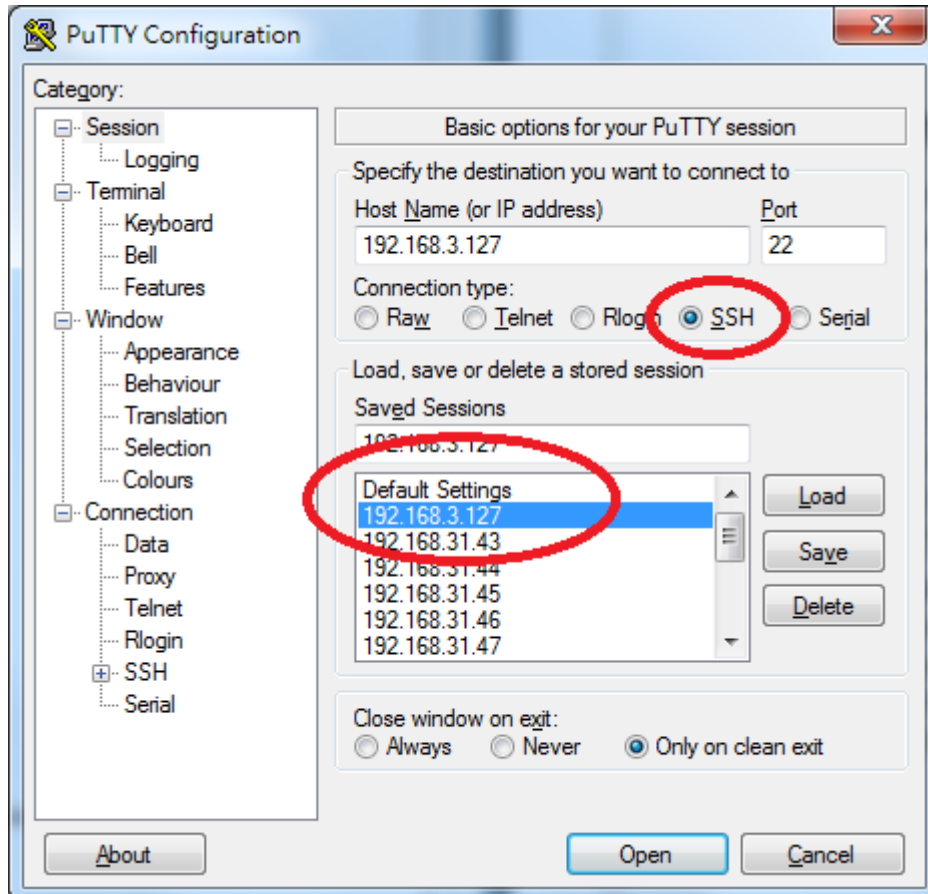 PuTTY Configuration
Category:
Session
Logging
Terminal
Keyboard
Bell
Features
Window
Appearance
Behaviour
Translation
Selection
Colours
Connection
Data
Proxy
Telnet
Rlogin
SSH
Serial
Basic options for your PuTTY session
Specify the destination you want to connect to
Host Name (or IP address) Port
192.168.3.127 22
Connection type:
Raw Telnet Rlogin SSH Serial
Load, save or delete a stored session
Saved Sessions
192.168.3.127
Default Settings
192.168.3.127
192.168.31.43
192.168.31.44
192.168.31.45
192.168.31.46
192.168.31.47
Load
Save
Delete
Close window on exit:
Always Never Only on clean exit
About Open Cancel